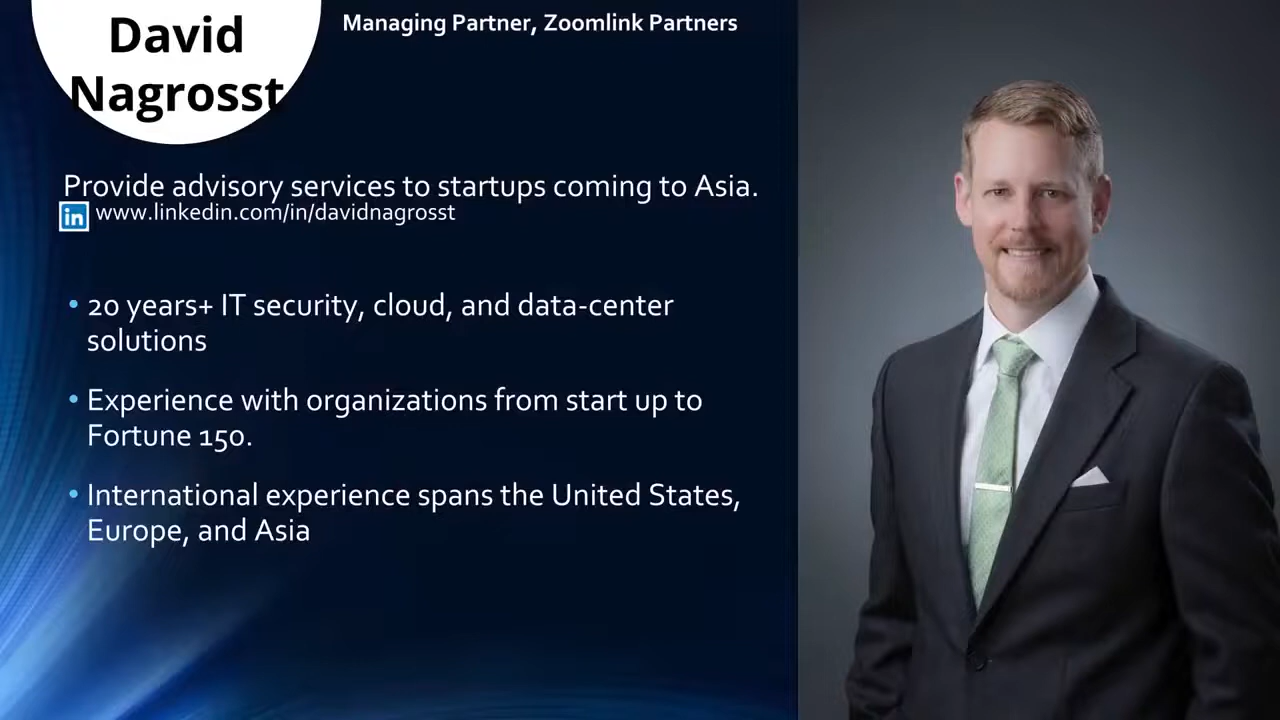 David
Nagrosst
Managing Partner, Zoomlink Partners
Provide advisory services to startups coming to Asia.
in www.linkedin.com/in/davidnagrosst
• 20 years+ IT security, cloud, and data-center
solutions
• Experience with organizations from start up to
Fortune 150.
• International experience spans the United States,
Europe, and Asia